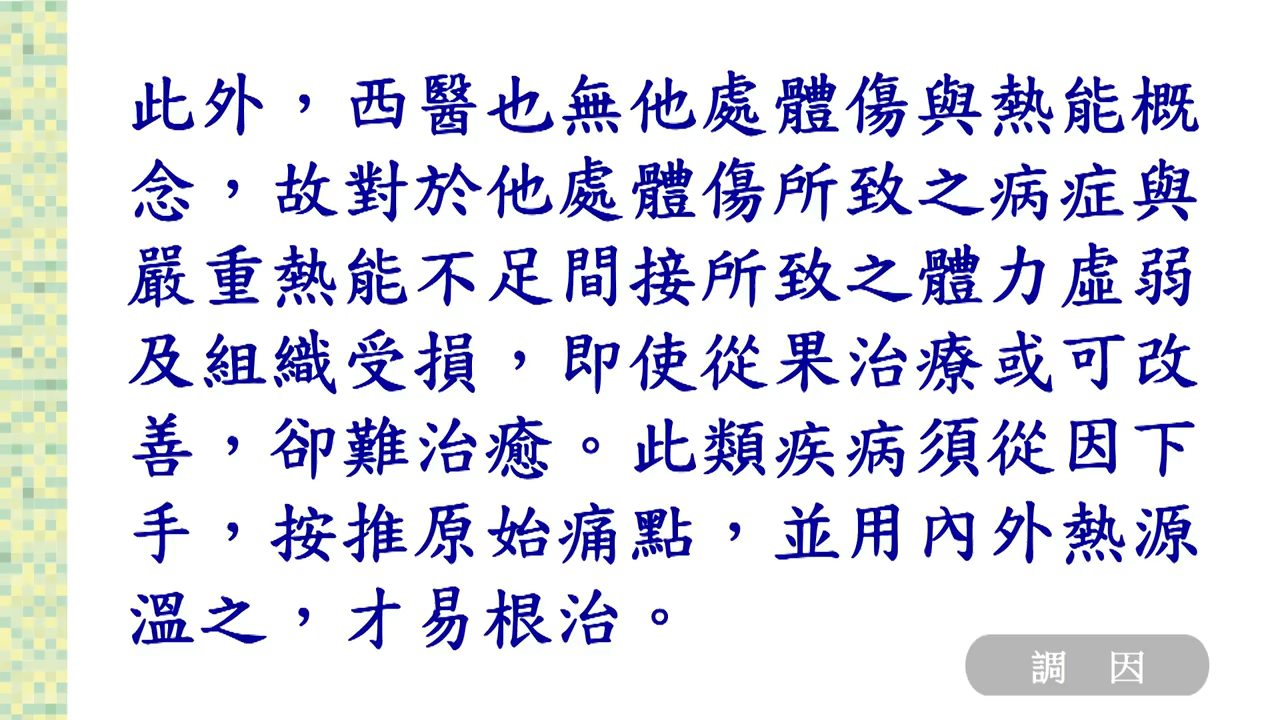 此外，西醫也無他處體傷與熱能概
念，故對於他處體傷所致之病症與
嚴重熱能不足間接所致之體力虛弱
及組織受損，即使從果治療或可改
善，卻難治癒。此類疾病須從因下
手，按推原始痛點，並用內外熱源
溫之，才易根治。
調 因